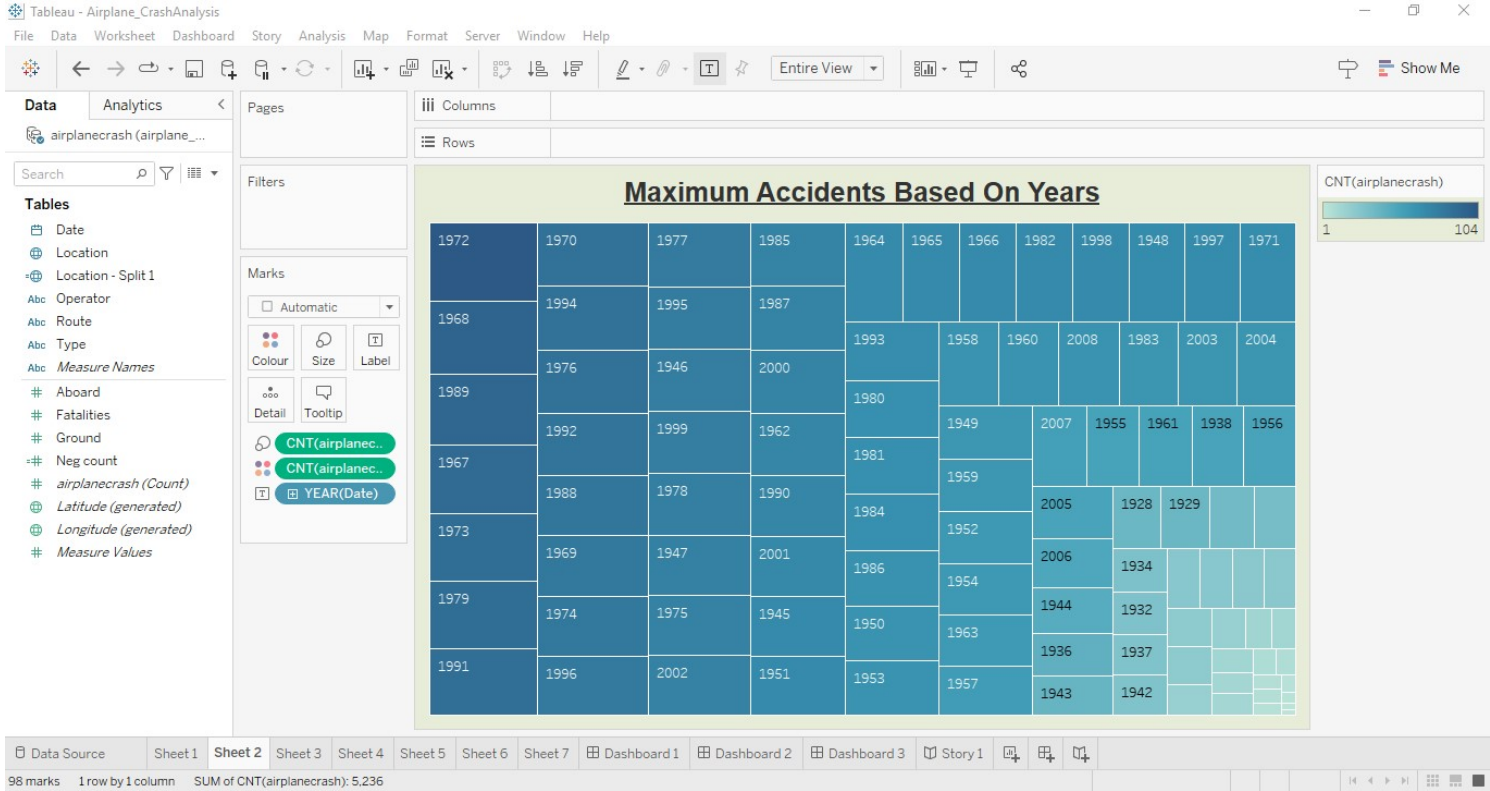 Tableau - Airplane_CrashAnalysis
File Data Worksheet Dashboard Story Analysis Map Format Server Window Help
Entire View
Show Me
Data Analytics
airplanecrash (airplane_...
Search
Tables
Date
Location
Location - Split 1
Abc Operator
Abc Route
Abc Type
Abc Measure Names
# Aboard
# Fatalities
# Ground
=# Neg count
# airplanecrash (Count)
Latitude (generated)
Longitude (generated)
# Measure Values
Pages
Filters
Marks
Automatic
Colour Size Label
Detail Tooltip
CNT(airplanec..
CNT(airplanec..
YEAR(Date)
Columns
Rows
Maximum Accidents Based On Years
1972 1970 1977 1985 1964 1965 1966 1982 1998 1948 1997 1971
1994 1995 1987
1968
1993 1958 1960 2008 1983 2003 2004
1976 1946 2000
1989
1980
1992 1999 1962
1949 2007 1955 1961 1938 1956
1981
1967
1959
1988 1978 1990
2005 1928 1929
1984
1973
1952
1969 1947 2001
2006
1986
1934
1954
1979
1974 1975 1945
1944
1932
1950
1963
1936
1937
1991
1996 2002 1951
1953
1957
1943
1942
CNT(airplanecrash)
1 104
Data Source Sheet 1 Sheet 2 Sheet 3 Sheet 4 Sheet 5 Sheet 6 Sheet 7 Dashboard 1 Dashboard 2 Dashboard 3 Story 1
98 marks 1 row by 1 column SUM of CNT(airplanecrash): 5,236